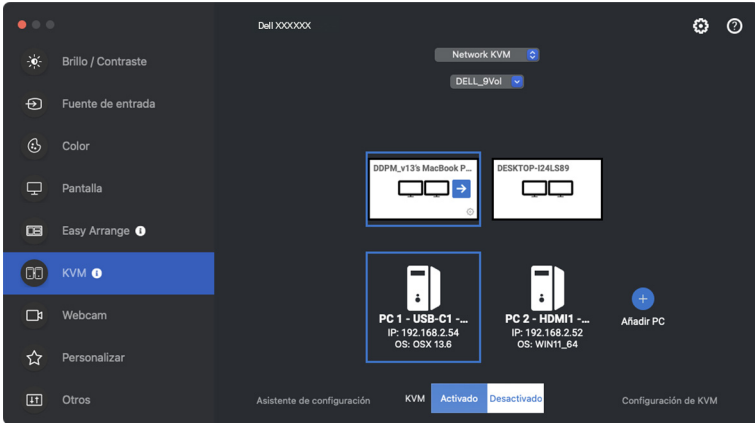 Dell XXXXXX
Network KVM
DELL_9Vol
Brillo / Contraste
Fuente de entrada
Color
Pantalla
Easy Arrange
KVM
Webcam
Personalizar
Otros
DDPM_v13's MacBook P...
DESKTOP-I24LS89
PC 1 - USB-C1 -...
IP: 192.168.2.54
OS: OSX 13.6
PC 2 - HDMI1 -...
IP: 192.168.2.52
OS: WIN11_64
Añadir PC
Asistente de configuración
KVM
Activado
Desactivado
Configuración de KVM